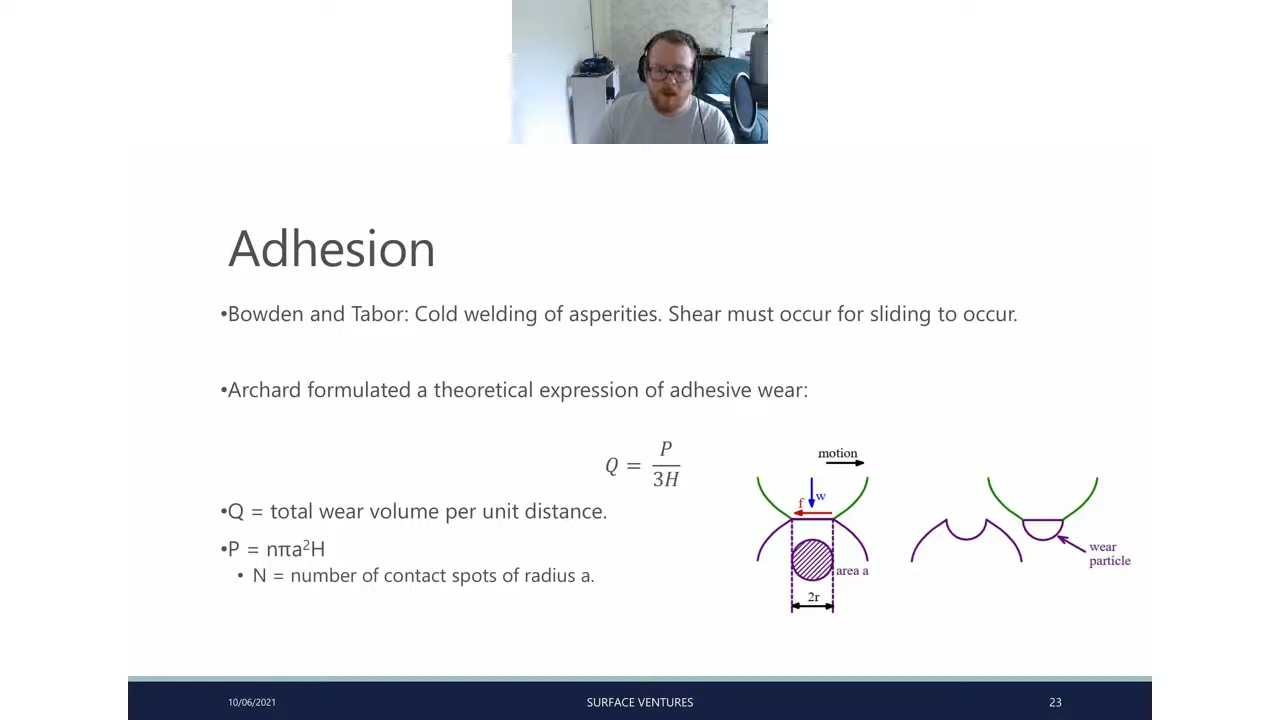 Adhesion
•Bowden and Tabor: Cold welding of asperities. Shear must occur for sliding to occur.
•Archard formulated a theoretical expression of adhesive wear:
Q = P/3H
•Q = total wear volume per unit distance.
•P = nπa²H
• N = number of contact spots of radius a.
motion
f
w
area a
2r
wear
particle
10/06/2021
SURFACE VENTURES
23